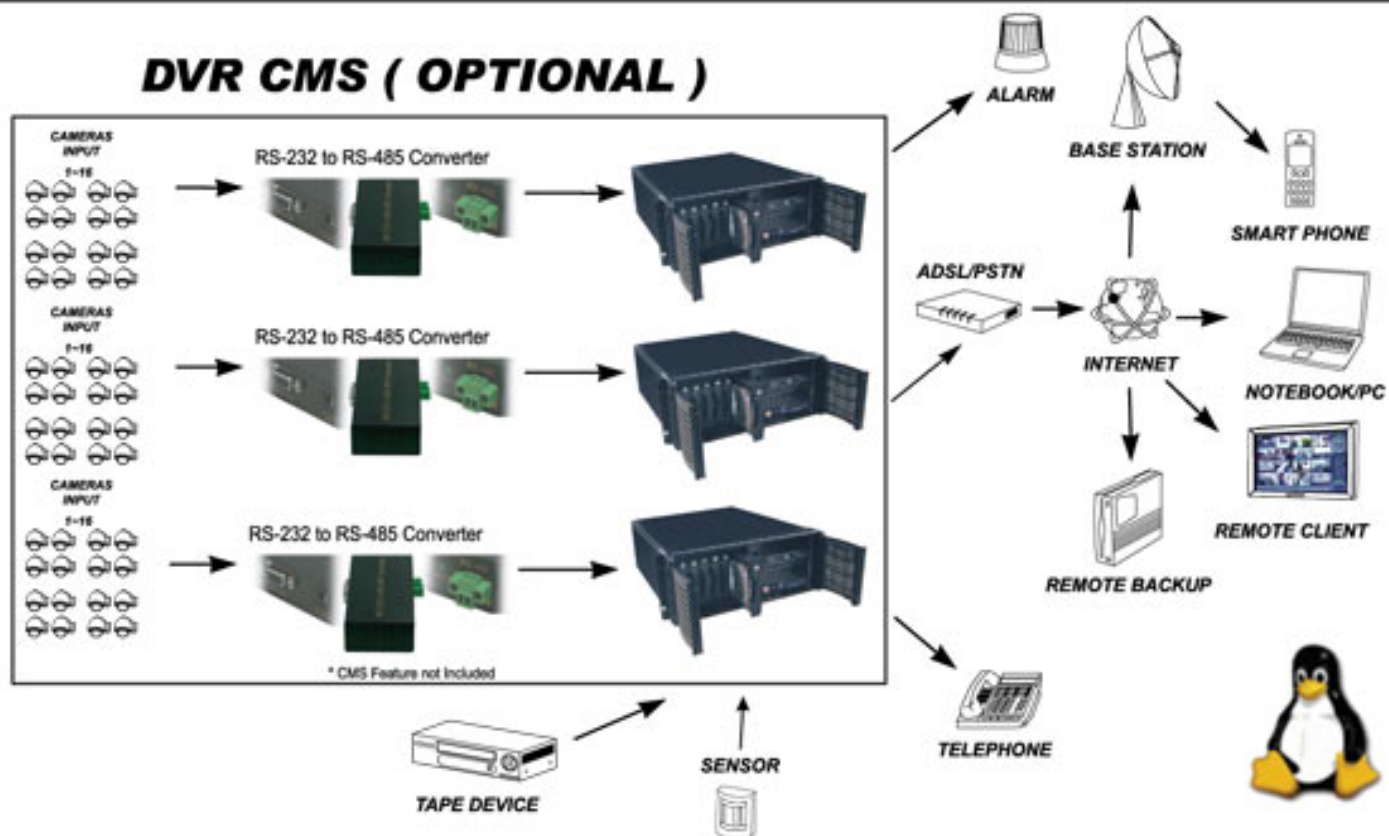 DVR CMS ( OPTIONAL )
CAMERAS
INPUT
1~16
RS-232 to RS-485 Converter
CAMERAS
INPUT
1~16
RS-232 to RS-485 Converter
CAMERAS
INPUT
1~16
RS-232 to RS-485 Converter
* CMS Feature not Included
ALARM
BASE STATION
SMART PHONE
ADSL/PSTN
INTERNET
NOTEBOOK/PC
REMOTE CLIENT
REMOTE BACKUP
TELEPHONE
TAPE DEVICE
SENSOR